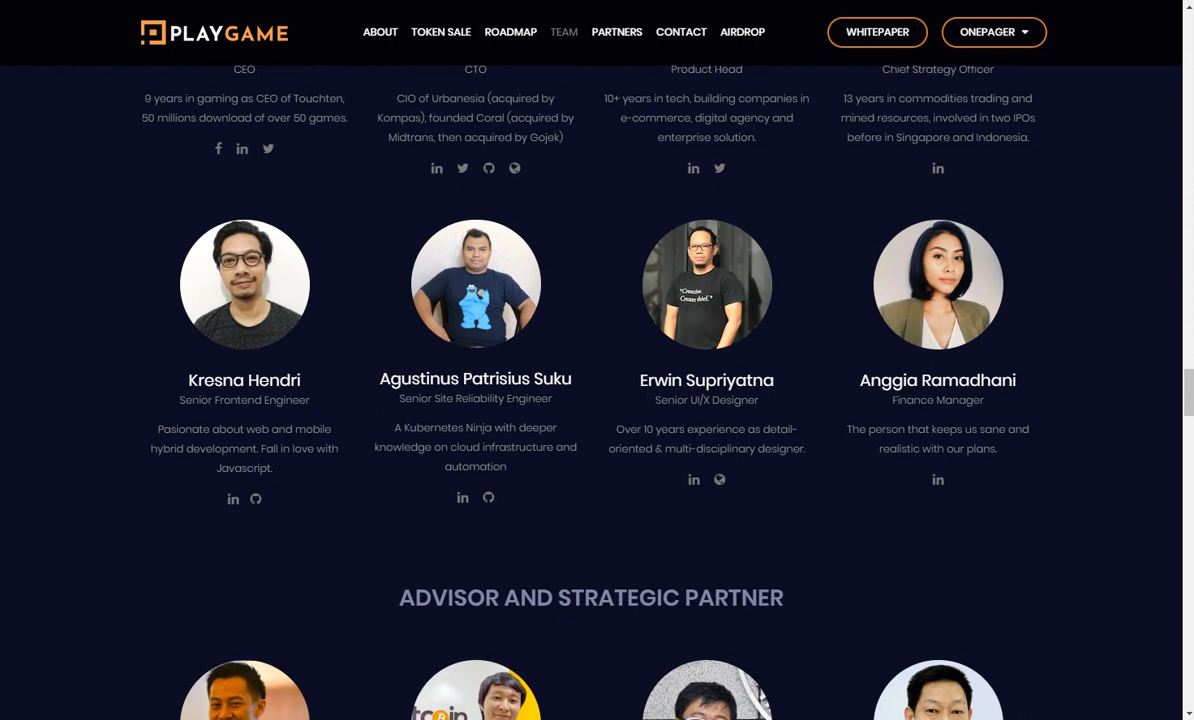 PLAYGAME
ABOUT TOKEN SALE ROADMAP TEAM PARTNERS CONTACT AIRDROP
WHITEPAPER ONEPAGER
CEO
9 years in gaming as CEO of Touchten,
50 millions download of over 50 games.
CTO
CIO of Urbanesia (acquired by
Kompas), founded Coral (acquired by
Midtrans, then acquired by Gojek)
Product Head
10+ years in tech, building companies in
e-commerce, digital agency and
enterprise solution.
Chief Strategy Officer
13 years in commodities trading and
mined resources, involved in two IPOs
before in Singapore and Indonesia.
Kresna Hendri
Senior Frontend Engineer
Pasionate about web and mobile
hybrid development. Fall in love with
Javascript.
Agustinus Patrisius Suku
Senior Site Reliability Engineer
A Kubernetes Ninja with deeper
knowledge on cloud infrastructure and
automation
"Creative.
Create thief."
Erwin Supriyatna
Senior UI/X Designer
Over 10 years experience as detail-
oriented & multi-disciplinary designer.
Anggia Ramadhani
Finance Manager
The person that keeps us sane and
realistic with our plans.
ADVISOR AND STRATEGIC PARTNER
tcoin